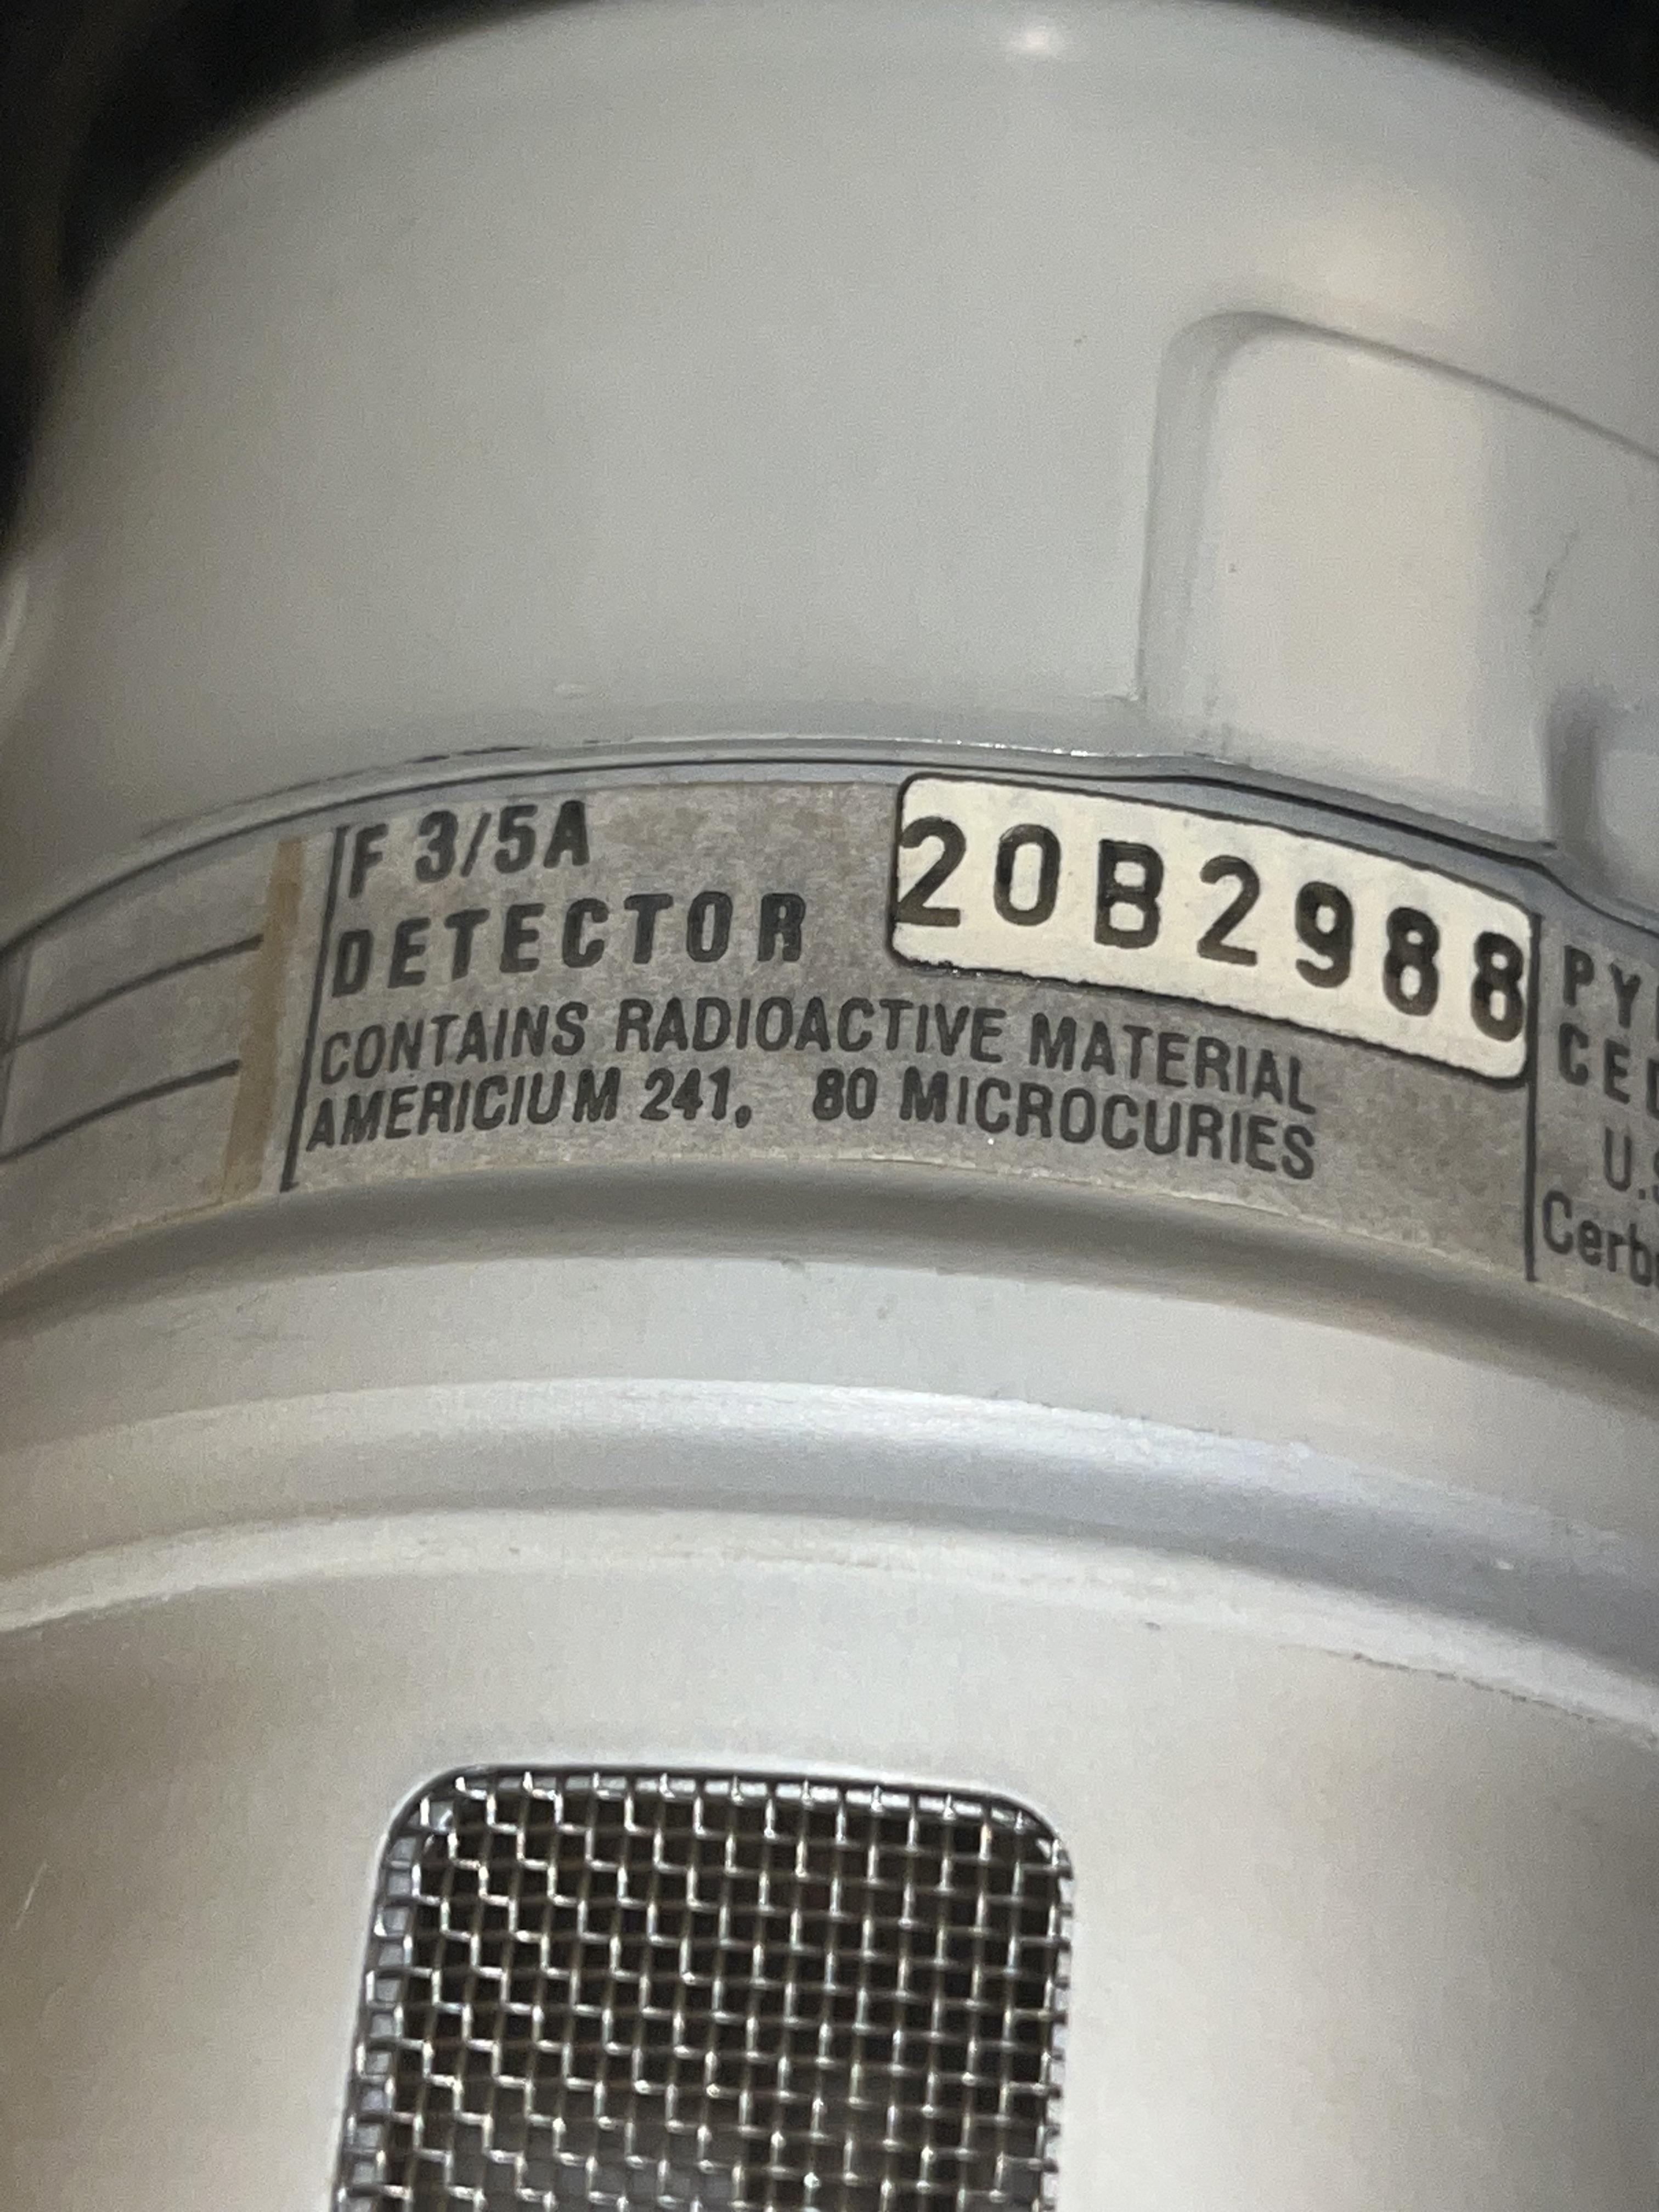 F 3/5A
DETECTOR
20B2988
CONTAINS RADIOACTIVE MATERIAL
AMERICIUM 241, 80 MICROCURIES